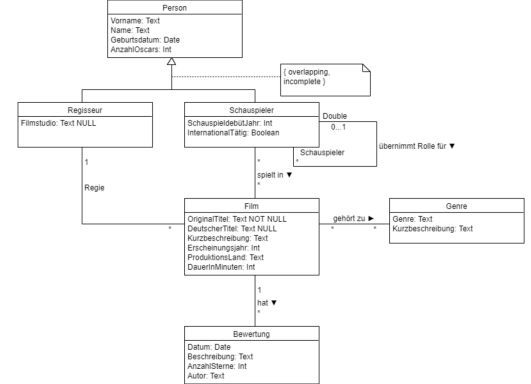 Person
Vorname: Text
Name: Text
Geburtsdatum: Date
AnzahlOscars: Int
{ overlapping,
incomplete }
Regisseur
Filmstudio: Text NULL
Schauspieler
SchauspieldebütJahr: Int
InternationalTätig: Boolean
Double
0...1
Schauspieler
*
übernimmt Rolle für ▼
1
Regie
*
*
spielt in ▼
*
Film
OriginalTitel: Text NOT NULL
DeutscherTitel: Text NULL
Kurzbeschreibung: Text
Erscheinungsjahr: Int
ProduktionsLand: Text
DauerInMinuten: Int
gehört zu ►
* *
Genre
Genre: Text
Kurzbeschreibung: Text
1
hat ▼
*
Bewertung
Datum: Date
Beschreibung: Text
AnzahlSterne: Int
Autor: Text